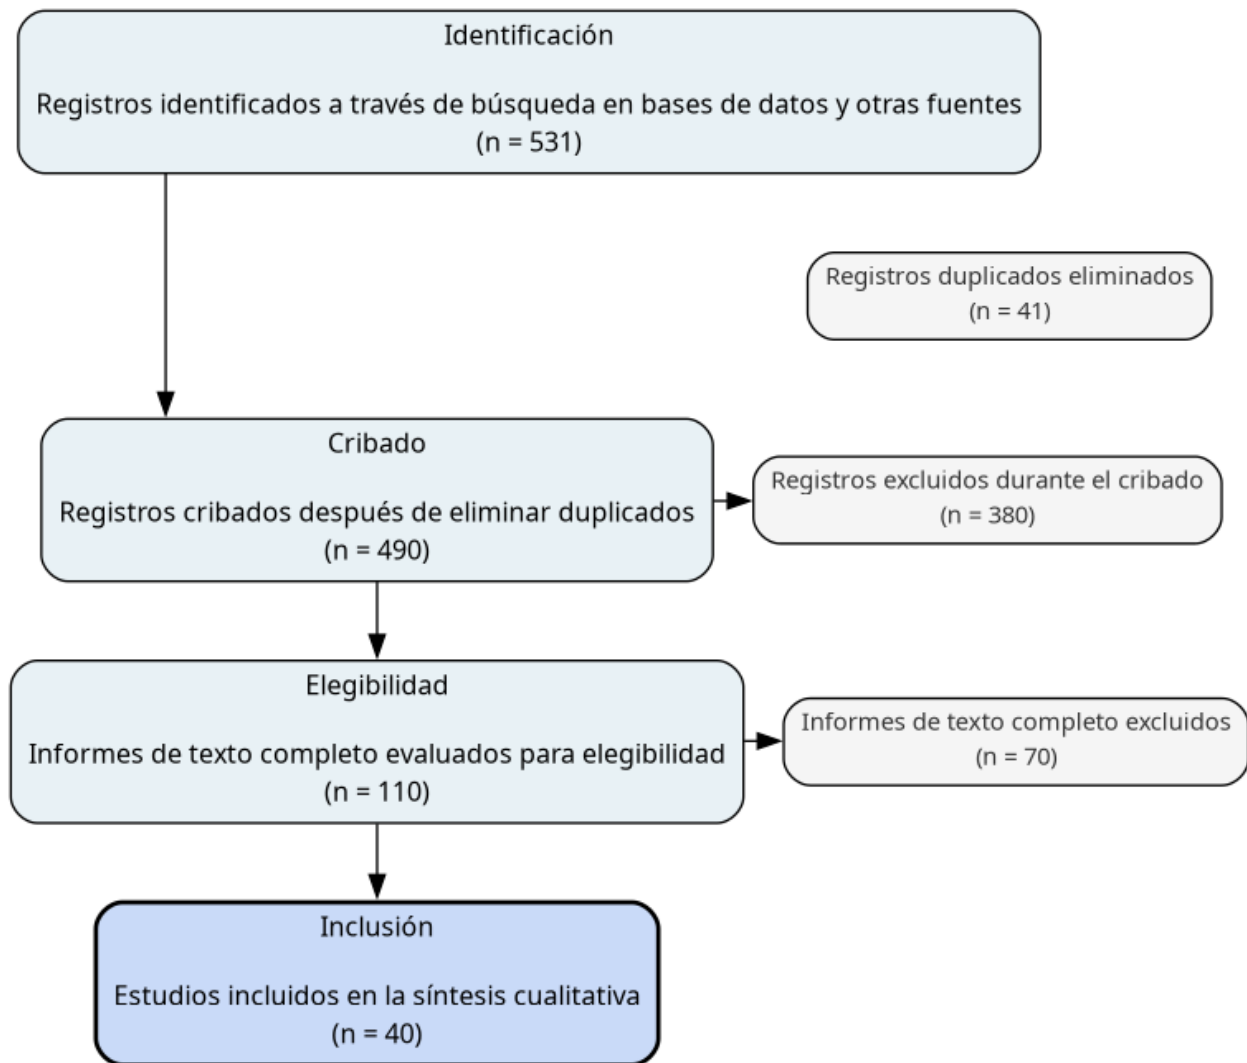 Identificación
Registros identificados a través de búsqueda en bases de datos y otras fuentes
(n = 531)
Registros duplicados eliminados
(n = 41)
Cribado
Registros cribados después de eliminar duplicados
(n = 490)
Registros excluidos durante el cribado
(n = 380)
Elegibilidad
Informes de texto completo evaluados para elegibilidad
(n = 110)
Informes de texto completo excluidos
(n = 70)
Inclusión
Estudios incluidos en la síntesis cualitativa
(n = 40)